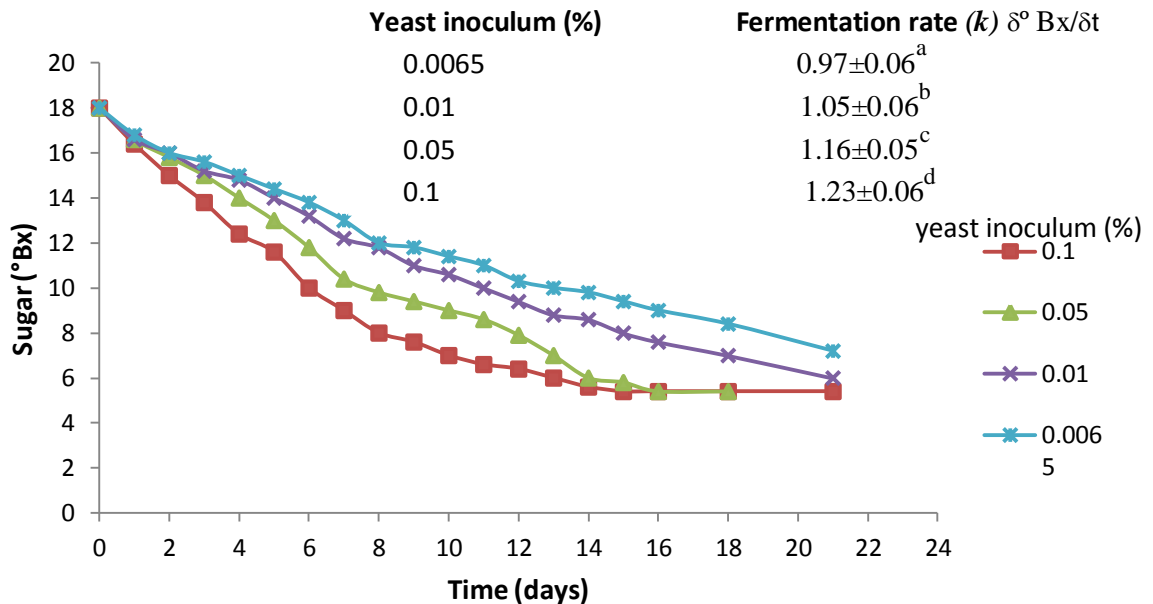 Yeast inoculum (%) Fermentation rate (k) δº Bx/δt
0.0065 0.97±0.06ᵃ
0.01 1.05±0.06ᵇ
0.05 1.16±0.05ᶜ
0.1 1.23±0.06ᵈ
yeast inoculum (%)
0.1
0.05
0.01
0.006
5
Sugar (°Bx)
20
18
16
14
12
10
8
6
4
2
0
0 2 4 6 8 10 12 14 16 18 20 22 24
Time (days)